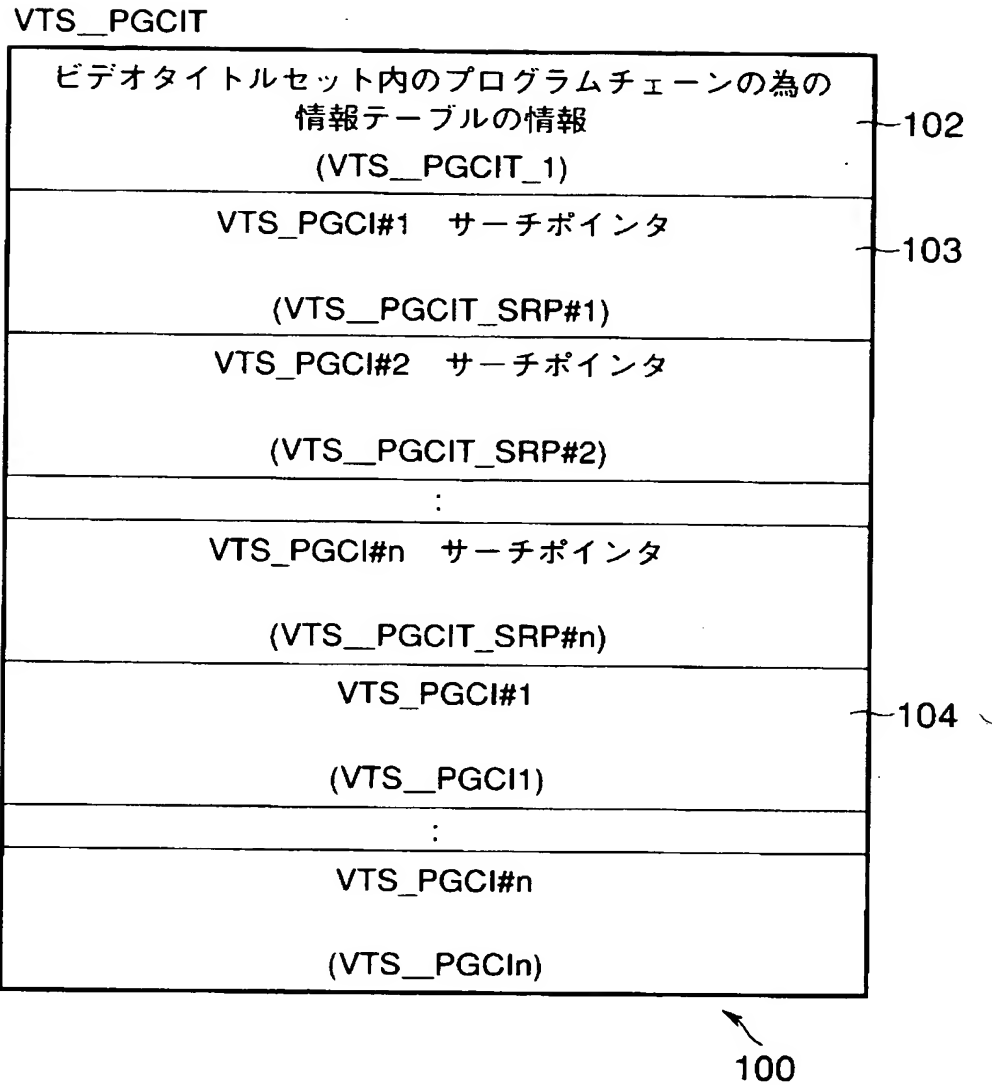 VTS__PGCIT
ビデオタイトルセット内のプログラムチェーンの為の
情報テーブルの情報
(VTS__PGCIT_1)
102
VTS_PGCI#1 サーチポインタ
103
(VTS__PGCIT_SRP#1)
VTS_PGCI#2 サーチポインタ
(VTS__PGCIT_SRP#2)
:
VTS_PGCI#n サーチポインタ
(VTS__PGCIT_SRP#n)
VTS_PGCI#1
104
(VTS__PGCI1)
:
VTS_PGCI#n
(VTS__PGCIn)
100